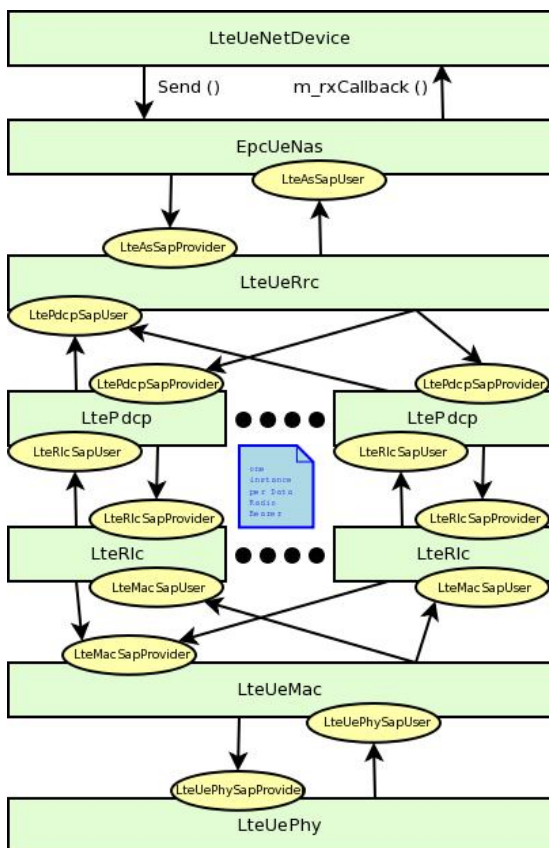 LteUeNetDevice
Send ()
m_rxCallback ()
EpcUeNas
LteAsSapUser
LteAsSapProvider
LteUeRrc
LtePdcpSapUser
LtePdcpSapProvider
LtePdcpSapProvider
LtePdcp
LtePdcp
LteRlcSapUser
LteRlcSapUser
one
instance
per Data
Radio
Bearer
LteRlcSapProvider
LteRlcSapProvider
LteRlc
LteRlc
LteMacSapUser
LteMacSapUser
LteMacSapProvider
LteUeMac
LteUePhySapUser
LteUePhySapProvider
LteUePhy